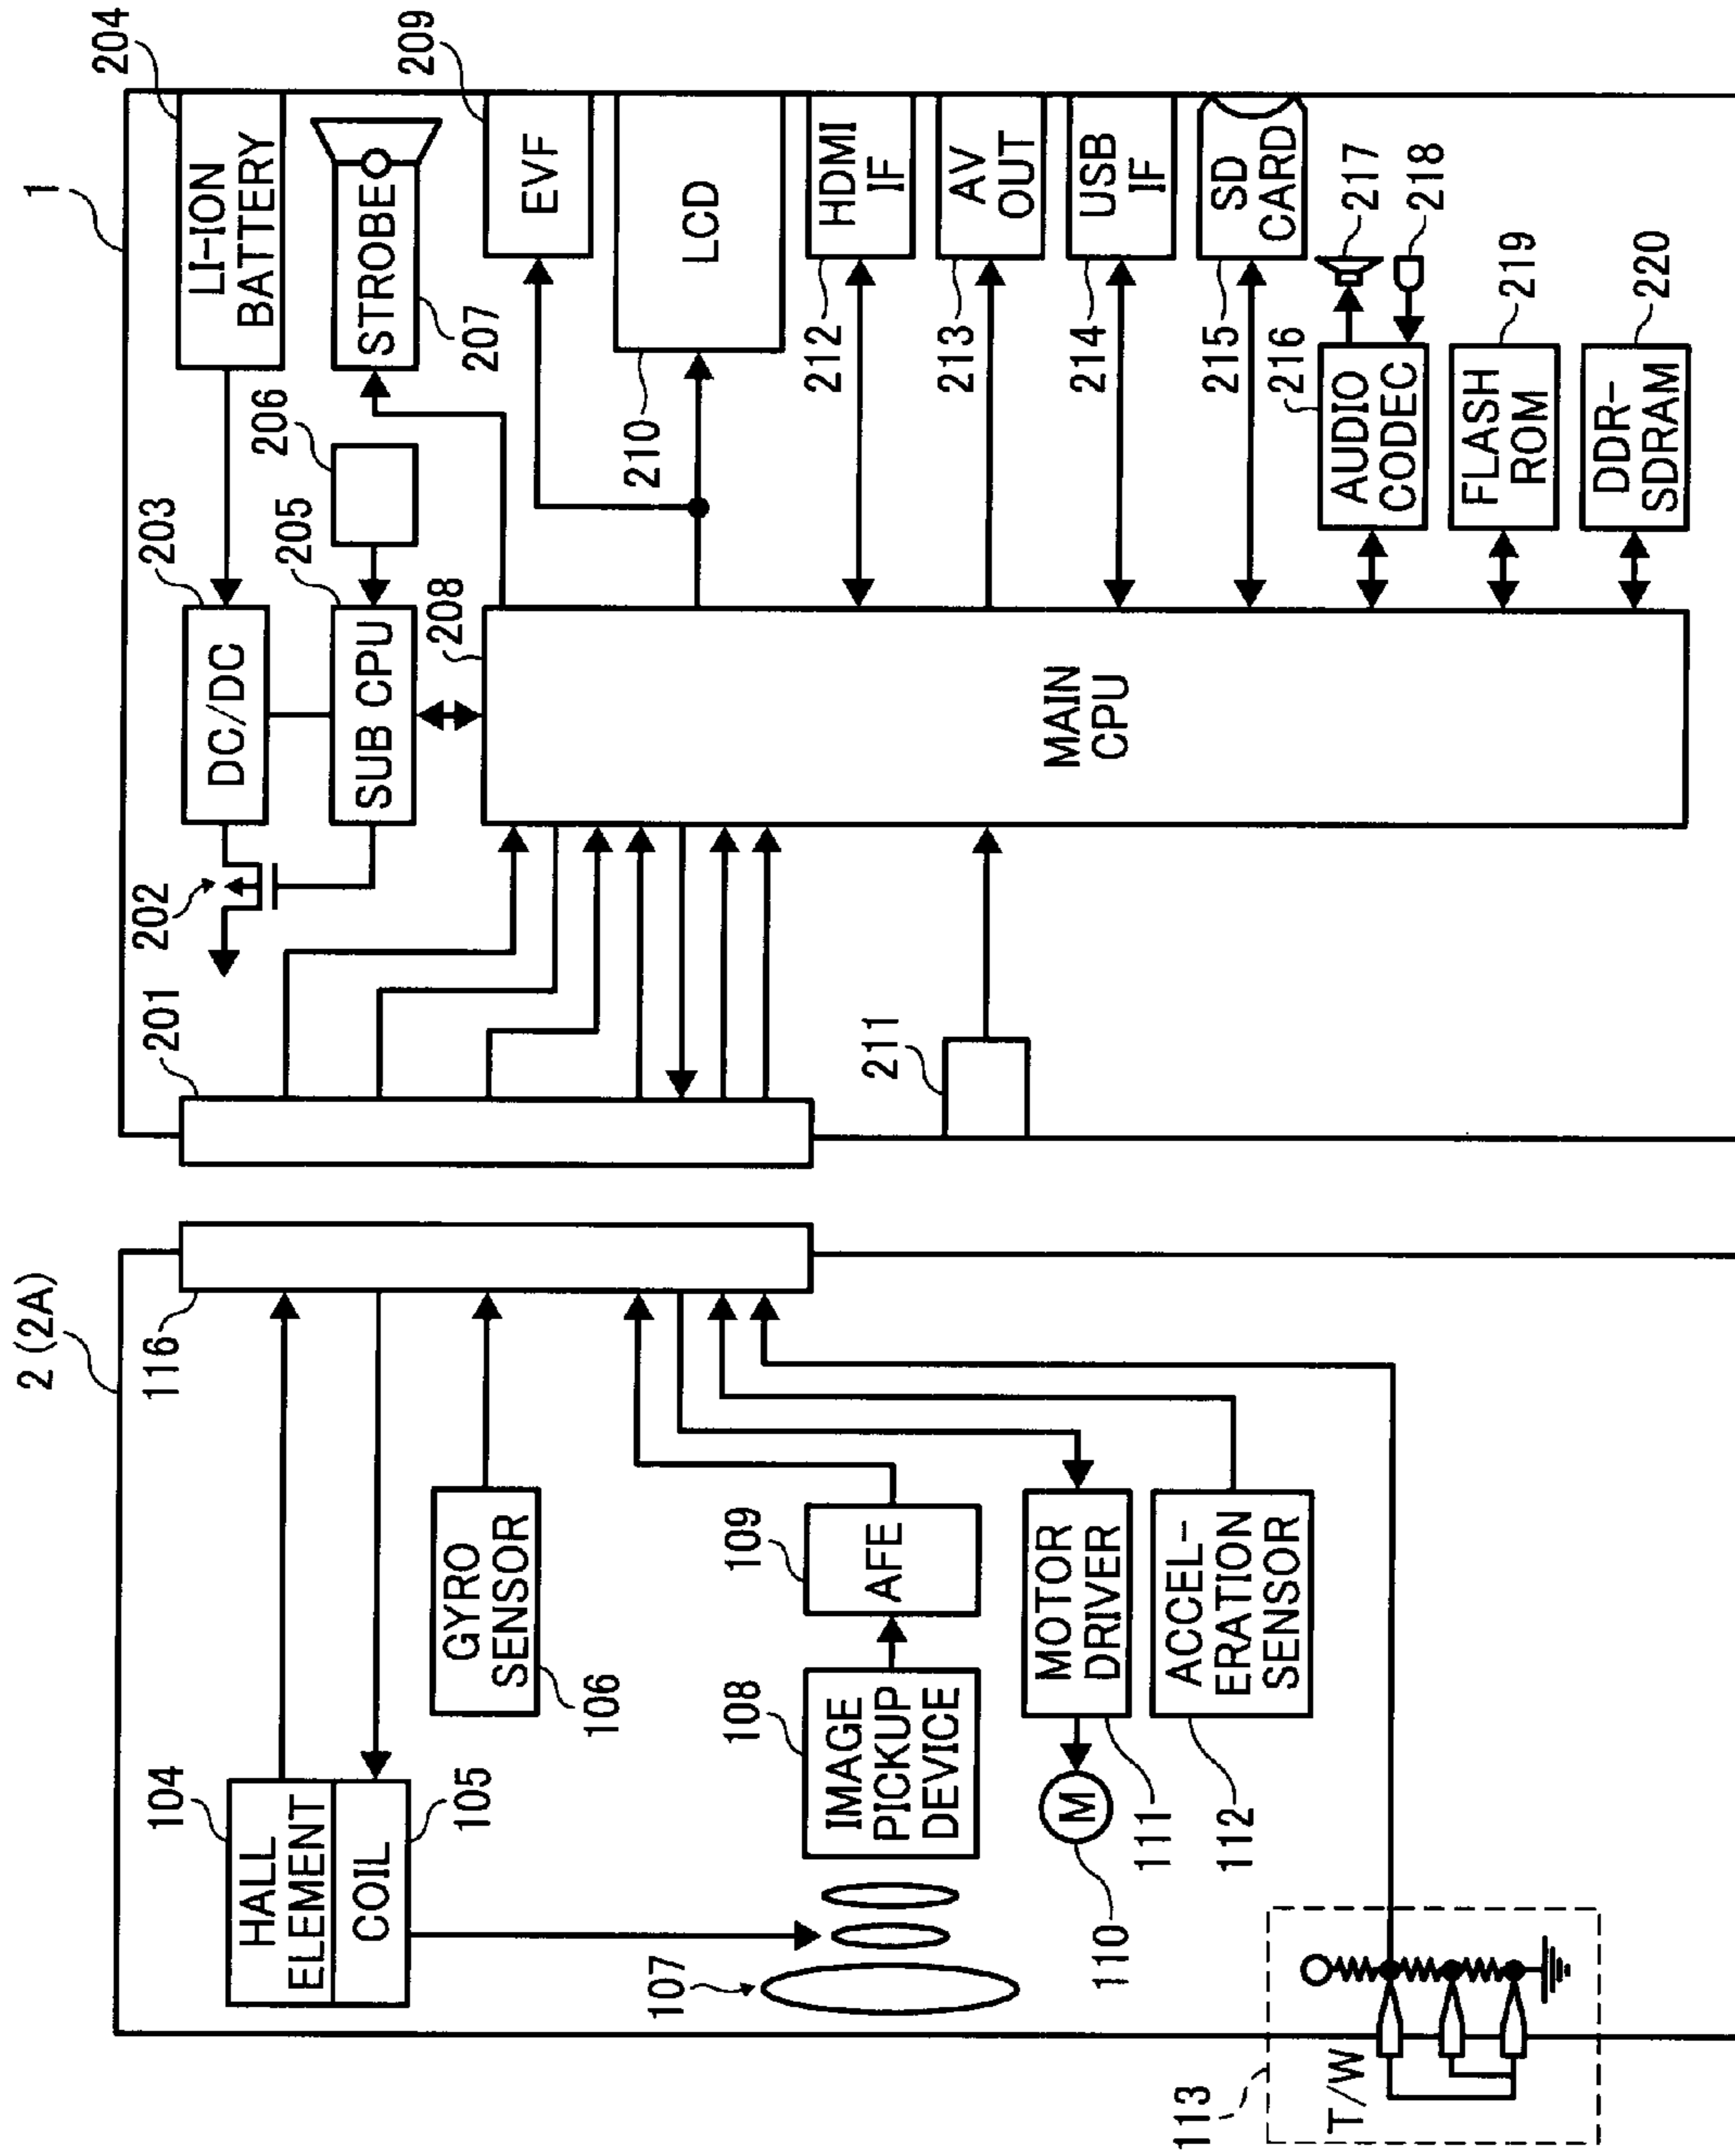 1
204
LI-ION
BATTERY
203
DC/DC
202
201
STROBE
207
206
205
SUB CPU
208
209
EVF
LCD
210
MAIN
CPU
HDMI
IF
212
AV
OUT
213
USB
IF
214
SD
CARD
215
216
AUDIO
CODEC
217
218
FLASH
ROM
219
DDR-
SDRAM
220
211
2 (2A)
116
104
HALL
ELEMENT
COIL
105
GYRO
SENSOR
106
107
108
IMAGE
PICKUP
DEVICE
109
AFE
MOTOR
DRIVER
111
M
110
ACCEL-
ERATION
SENSOR
112
113
T/W